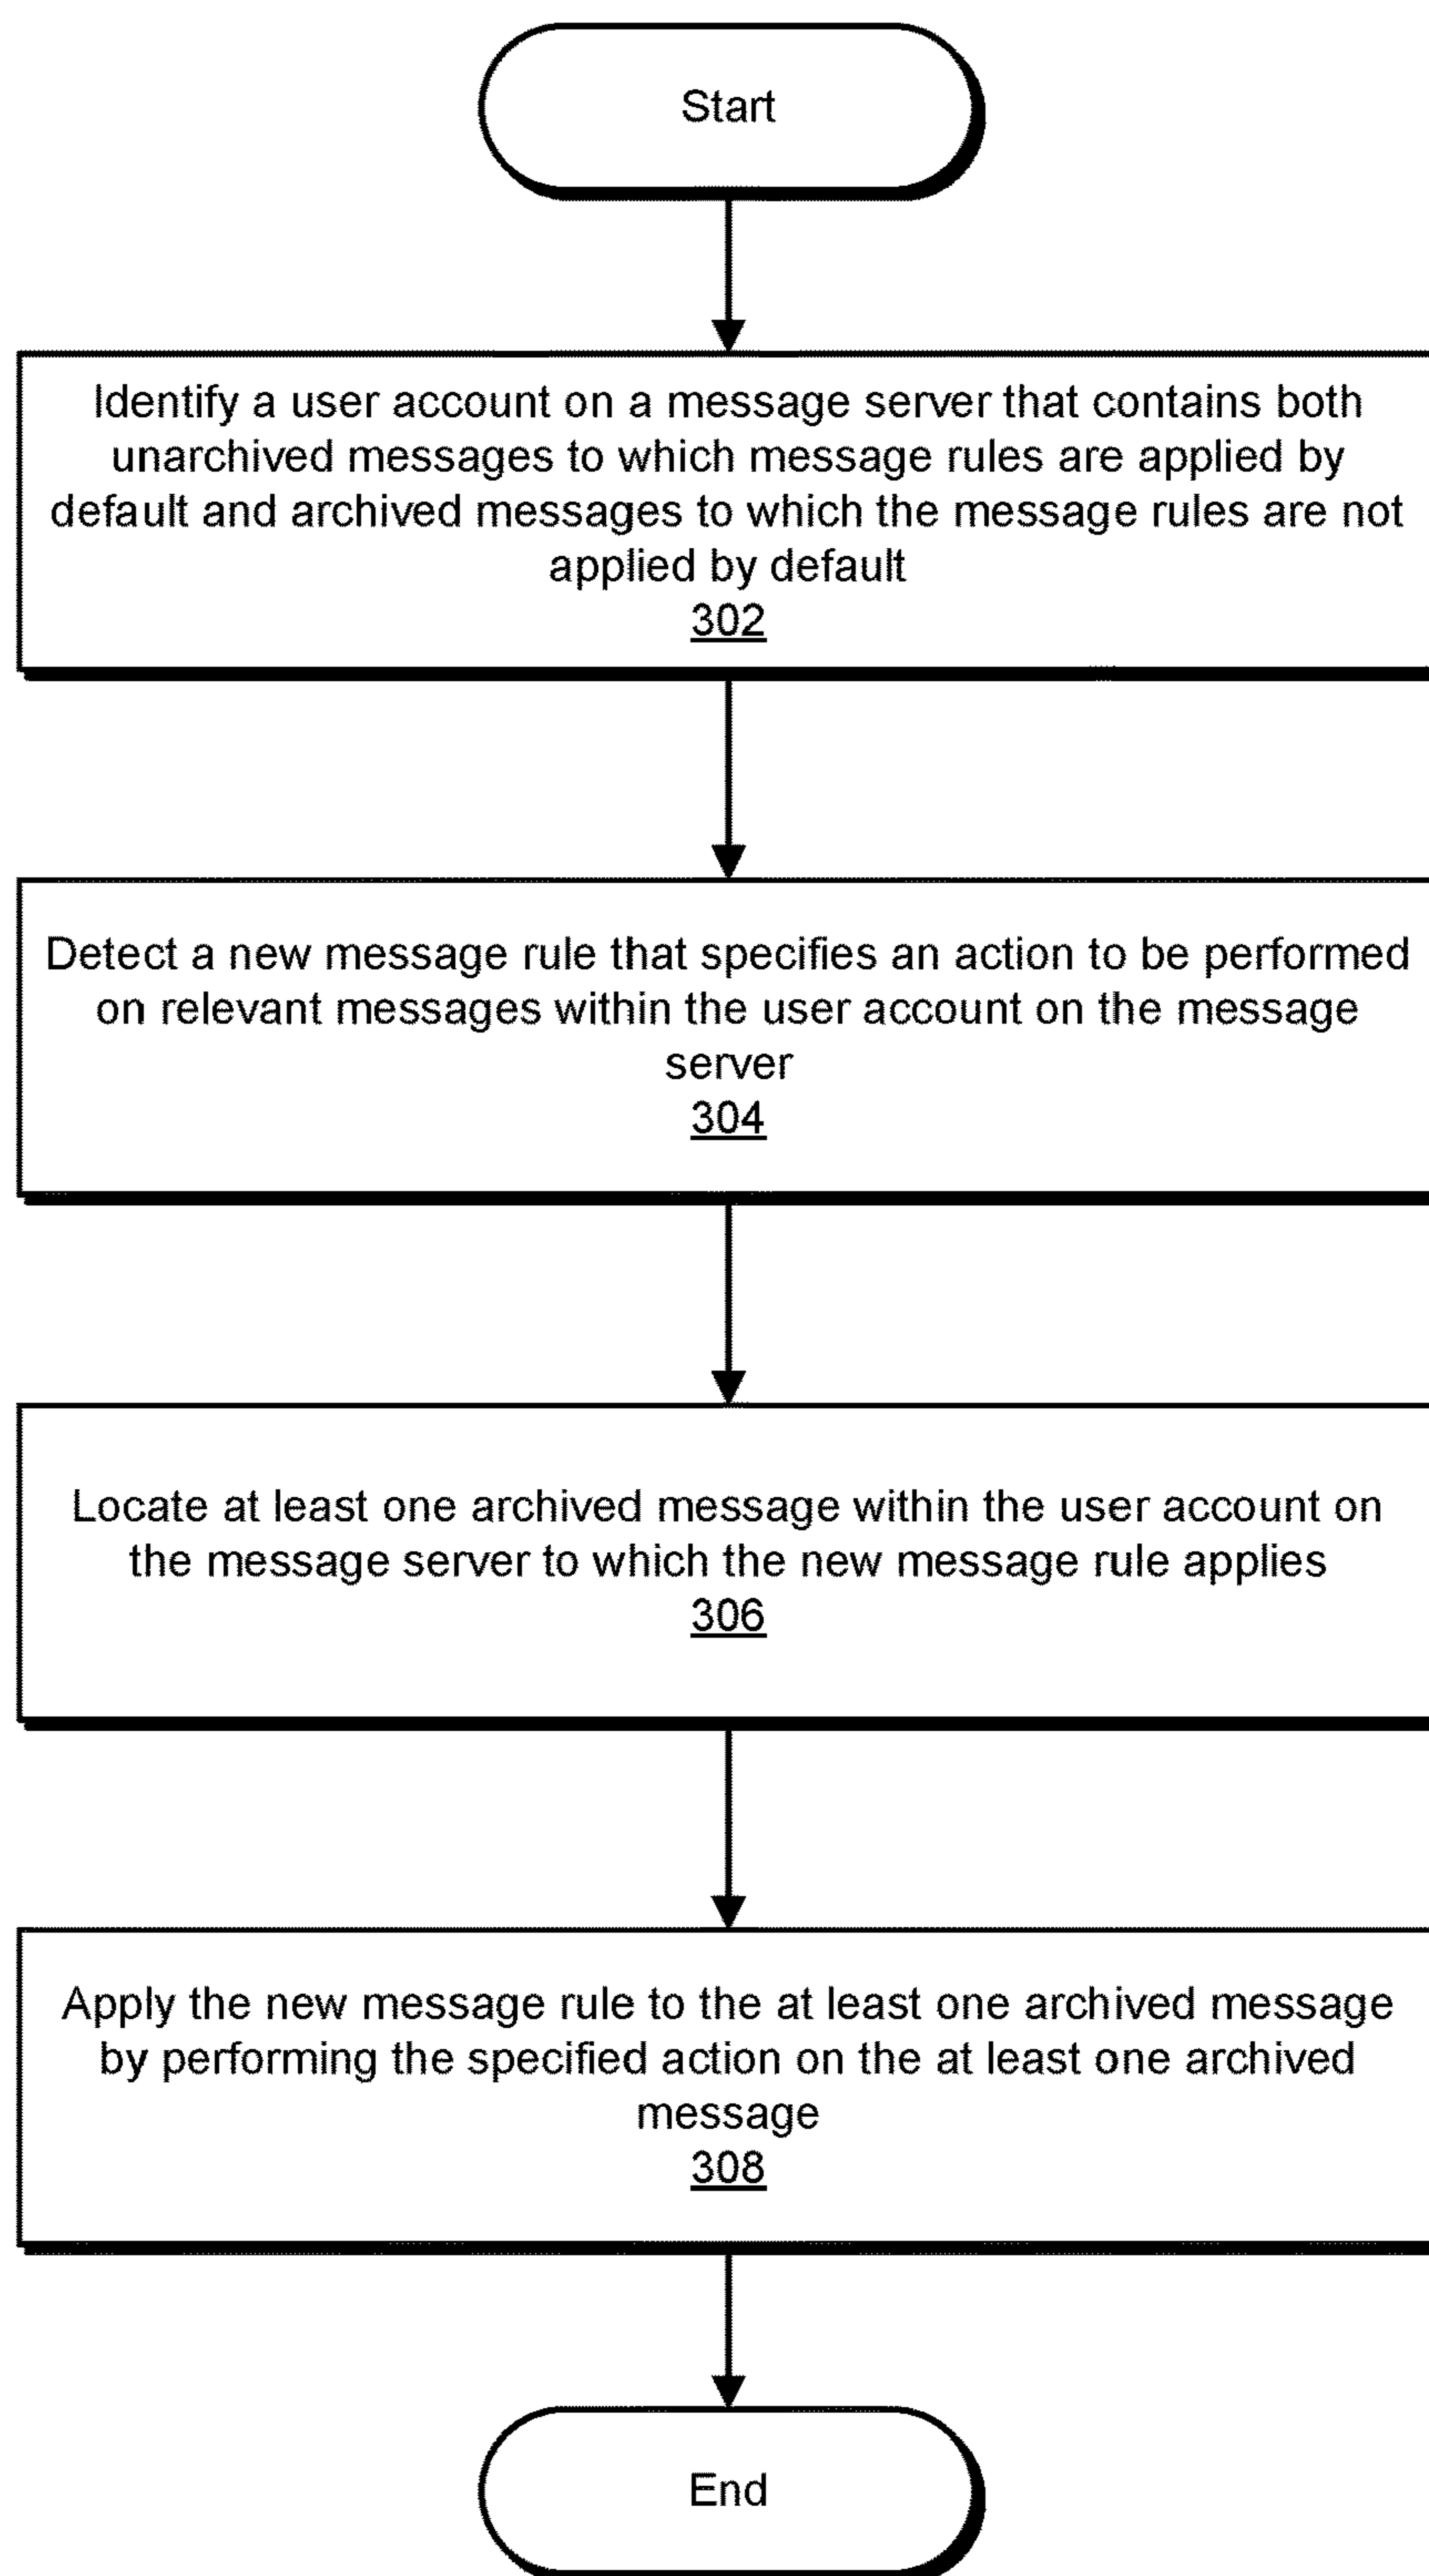 Start
Identify a user account on a message server that contains both
unarchived messages to which message rules are applied by
default and archived messages to which the message rules are not
applied by default
302
Detect a new message rule that specifies an action to be performed
on relevant messages within the user account on the message
server
304
Locate at least one archived message within the user account on
the message server to which the new message rule applies
306
Apply the new message rule to the at least one archived message
by performing the specified action on the at least one archived
message
308
End